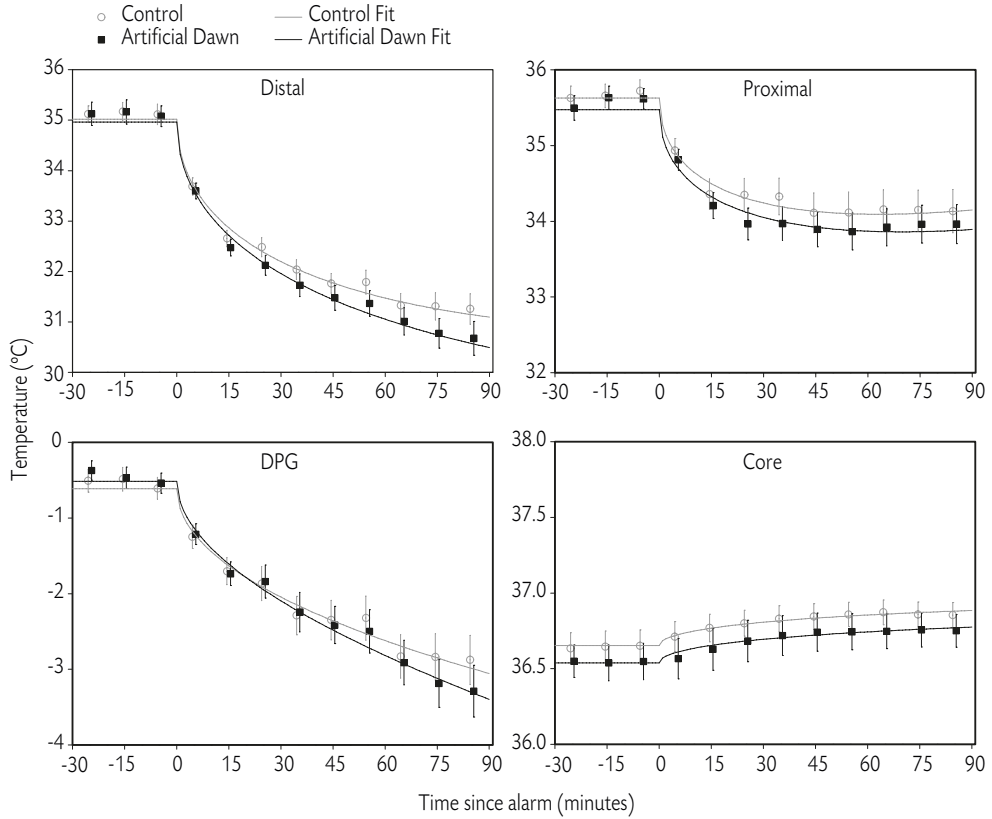 Control Control Fit
Artificial Dawn Artificial Dawn Fit
Distal
36
35
34
33
32
31
30
-30 -15 0 15 30 45 60 75 90
Proximal
36
35
34
33
32
-30 -15 0 15 30 45 60 75 90
Temperature (°C)
DPG
0
-1
-2
-3
-4
-30 -15 0 15 30 45 60 75 90
Core
38.0
37.5
37.0
36.5
36.0
-30 -15 0 15 30 45 60 75 90
Time since alarm (minutes)